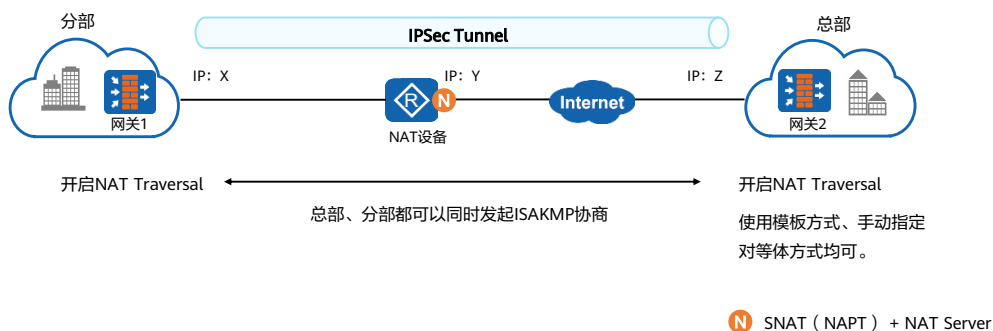 分部
IPSec Tunnel
总部
IP：X
IP：Y
IP：Z
R
N
Internet
网关1
NAT设备
网关2
开启NAT Traversal
开启NAT Traversal
总部、分部都可以同时发起ISAKMP协商
使用模板方式、手动指定
对等体方式均可。
N
SNAT（NAPT）+ NAT Server